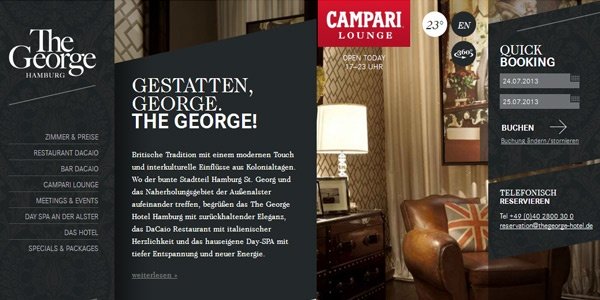 The
George
HAMBURG
ZIMMER & PREISE
RESTAURANT DACAIO
BAR DACAIO
CAMPARI LOUNGE
MEETINGS & EVENTS
DAY SPA AN DER ALSTER
DAS HOTEL
SPECIALS & PACKAGES
GESTATTEN,
GEORGE.
THE GEORGE!
Britische Tradition mit einem modernen Touch
und interkulturelle Einflüsse aus Kolonialtagen.
Wo der bunte Stadtteil Hamburg St. Georg und
das Naherholungsgebiet der Außenalster
aufeinander treffen, begrüßen das The George
Hotel Hamburg mit zurückhaltender Eleganz,
das DaCaio Restaurant mit italienischer
Herzlichkeit und das hauseigene Day-SPA mit
tiefer Entspannung und neuer Energie.
weiterlesen »
CAMPARI
LOUNGE
OPEN TODAY
17–23 UHR
23°
EN
360°
QUICK
BOOKING
24.07.2013
25.07.2013
BUCHEN
Buchung ändern/stornieren
TELEFONISCH
RESERVIEREN
Tel +49 (0)40 2800 30 0
reservation@thegeorge-hotel.de